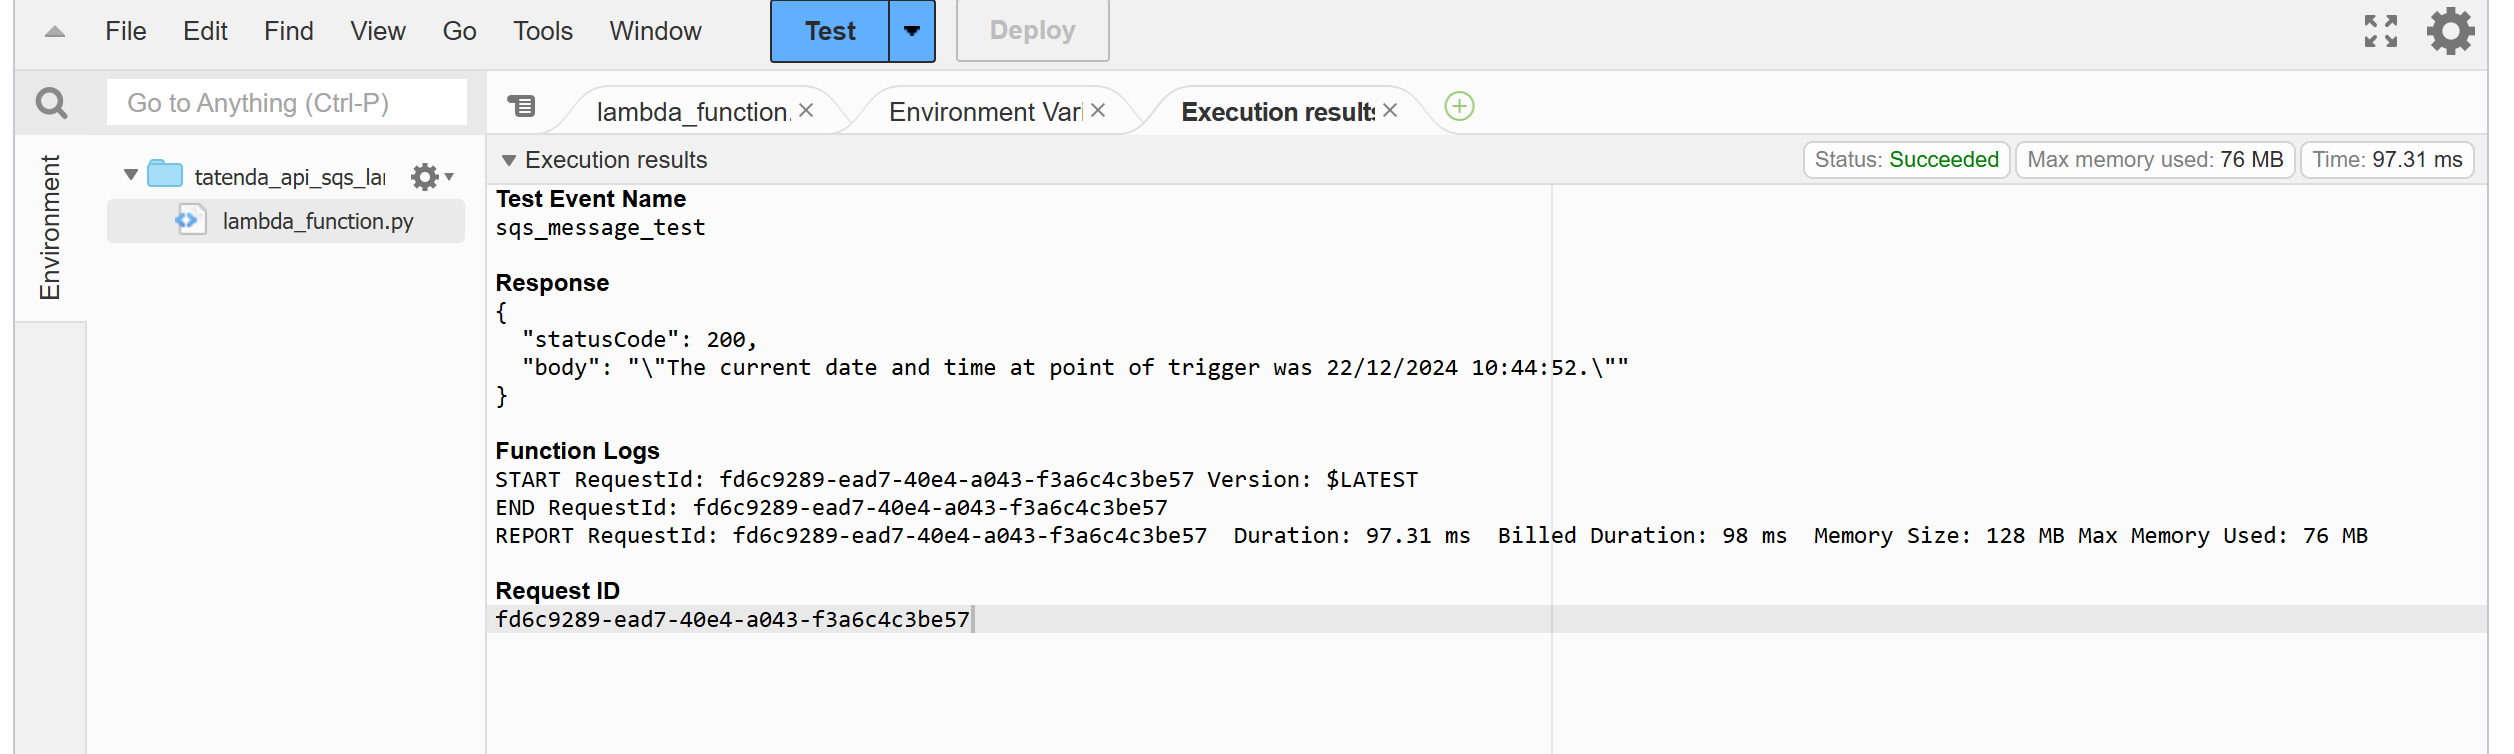 File Edit Find View Go Tools Window Test Deploy
Go to Anything (Ctrl-P)
lambda_function. Environment Vari Execution results
Environment
tatenda_api_sqs_la
lambda_function.py
Execution results Status: Succeeded Max memory used: 76 MB Time: 97.31 ms
Test Event Name
sqs_message_test
Response
{
"statusCode": 200,
"body": "\"The current date and time at point of trigger was 22/12/2024 10:44:52.\""
}
Function Logs
START RequestId: fd6c9289-ead7-40e4-a043-f3a6c4c3be57 Version: $LATEST
END RequestId: fd6c9289-ead7-40e4-a043-f3a6c4c3be57
REPORT RequestId: fd6c9289-ead7-40e4-a043-f3a6c4c3be57 Duration: 97.31 ms Billed Duration: 98 ms Memory Size: 128 MB Max Memory Used: 76 MB
Request ID
fd6c9289-ead7-40e4-a043-f3a6c4c3be57